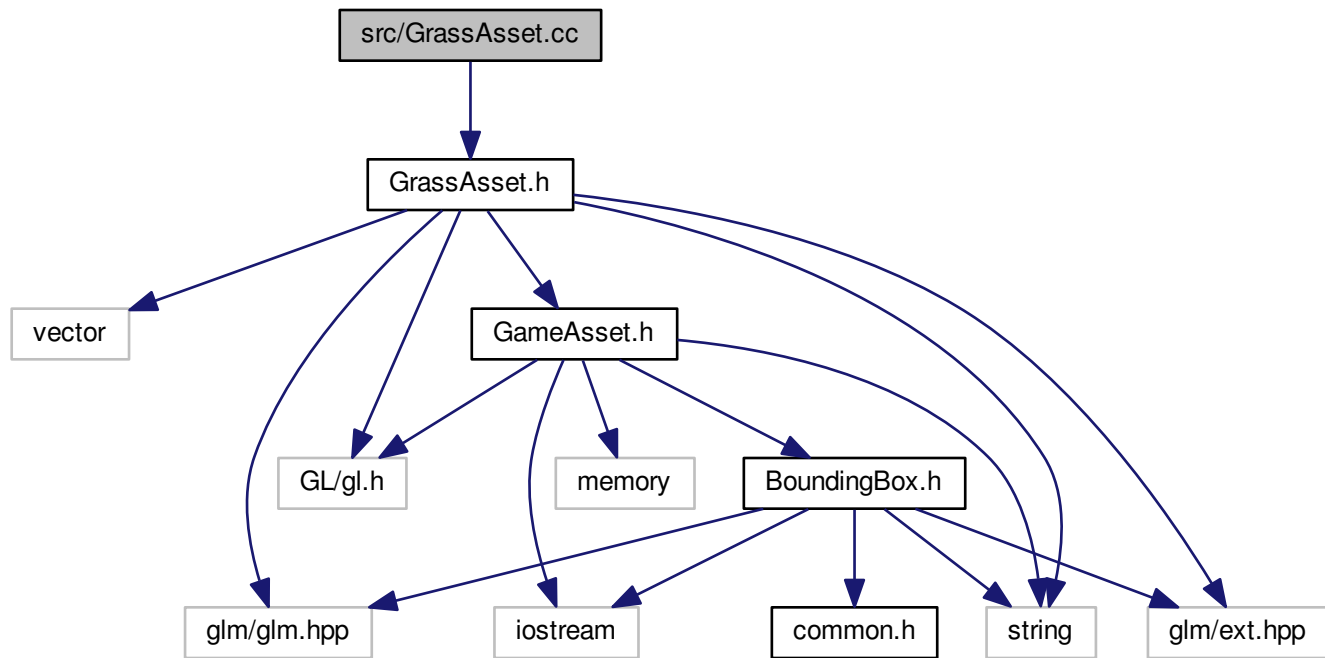 src/GrassAsset.cc
GrassAsset.h
vector
GameAsset.h
GL/gl.h
memory
BoundingBox.h
glm/glm.hpp
iostream
common.h
string
glm/ext.hpp